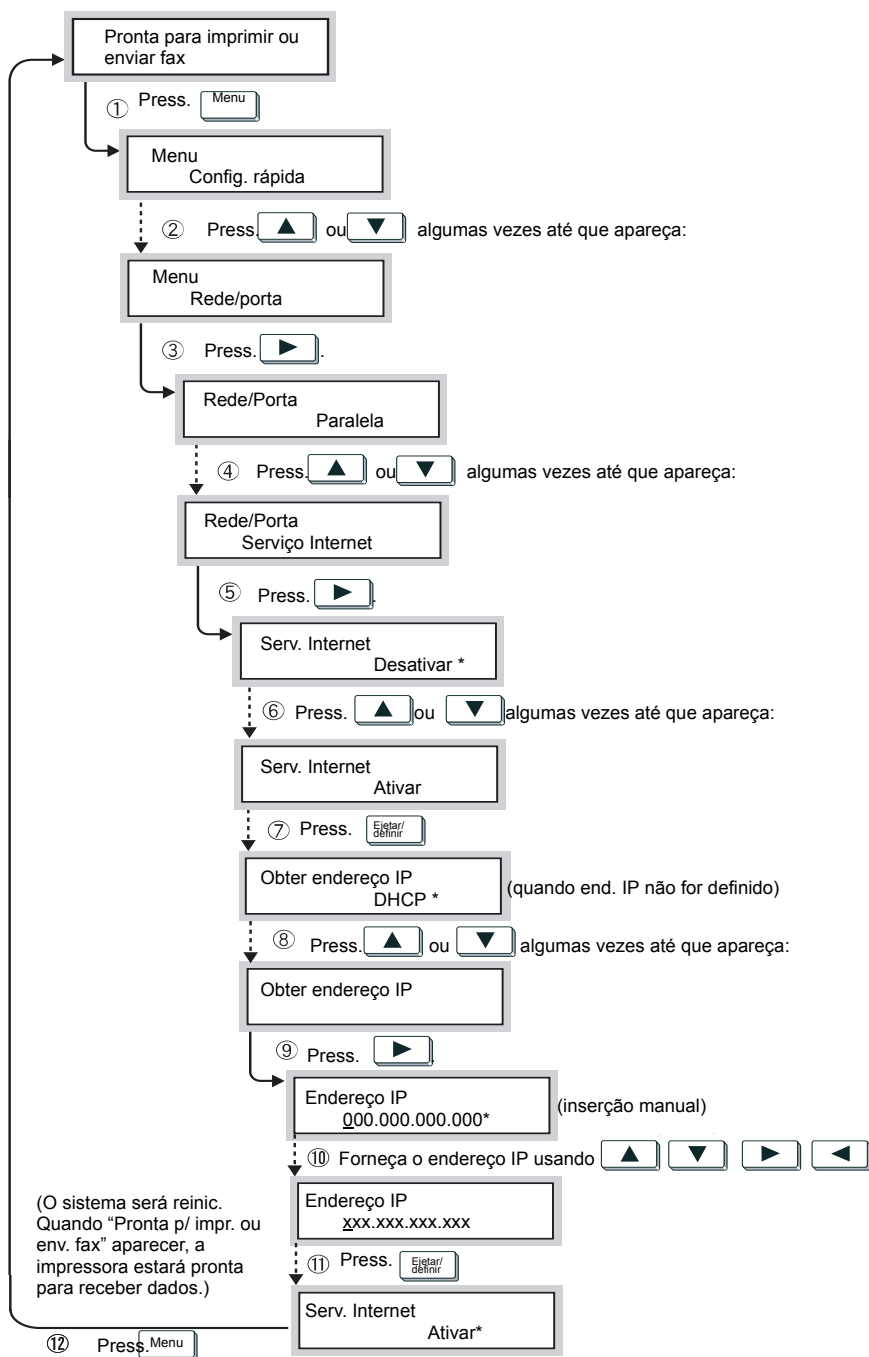 Pronta para imprimir ou
enviar fax
① Press. Menu
Menu
Config. rápida
② Press. ▲ ou ▼ algumas vezes até que apareça:
Menu
Rede/porta
③ Press. ▶.
Rede/Porta
Paralela
④ Press. ▲ ou ▼ algumas vezes até que apareça:
Rede/Porta
Serviço Internet
⑤ Press. ▶.
Serv. Internet
Desativar *
⑥ Press. ▲ ou ▼ algumas vezes até que apareça:
Serv. Internet
Ativar
⑦ Press. Ejetar/
definir
Obter endereço IP
DHCP *
(quando end. IP não for definido)
⑧ Press. ▲ ou ▼ algumas vezes até que apareça:
Obter endereço IP
⑨ Press. ▶.
Endereço IP
000.000.000.000*
(inserção manual)
⑩ Forneça o endereço IP usando ▲ ▼ ▶ ◀
Endereço IP
xxx.xxx.xxx.xxx
(O sistema será reinic.
Quando “Pronta p/ impr. ou
env. fax” aparecer, a
impressora estará pronta
para receber dados.)
⑪ Press. Ejetar/
definir
Serv. Internet
Ativar*
⑫ Press. Menu